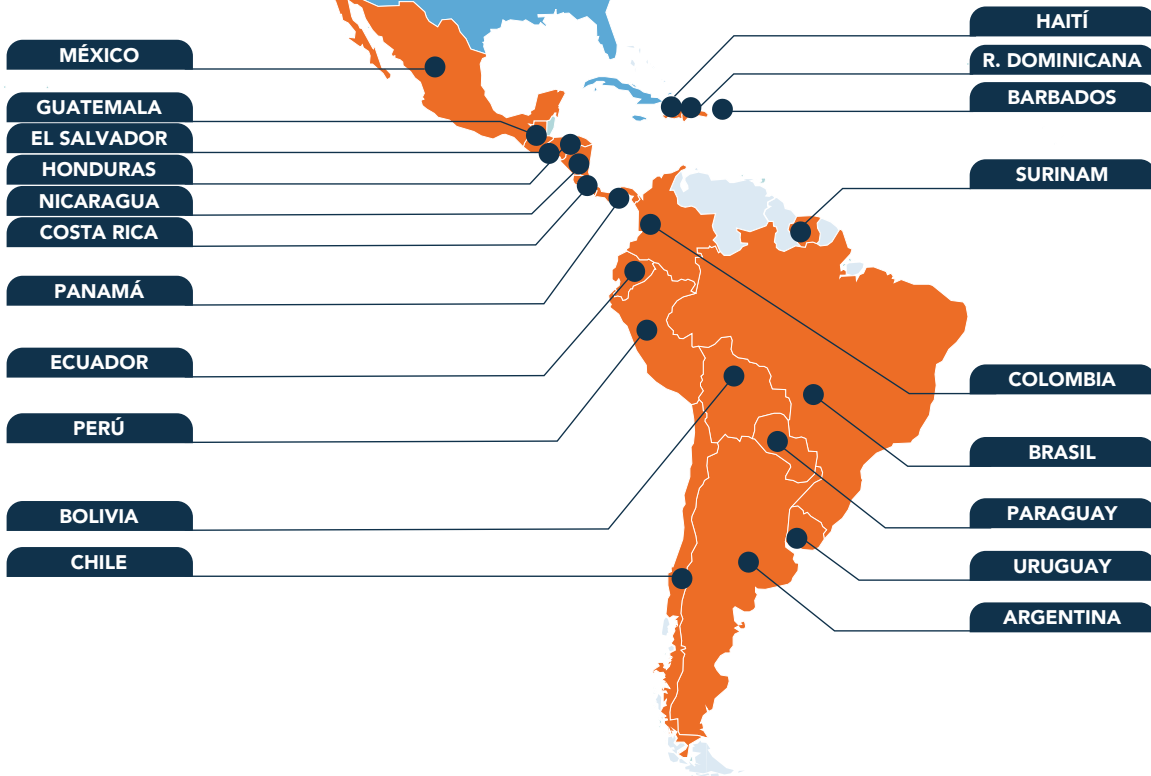 MÉXICO
GUATEMALA
EL SALVADOR
HONDURAS
NICARAGUA
COSTA RICA
PANAMÁ
ECUADOR
PERÚ
BOLIVIA
CHILE
HAITÍ
R. DOMINICANA
BARBADOS
SURINAM
COLOMBIA
BRASIL
PARAGUAY
URUGUAY
ARGENTINA